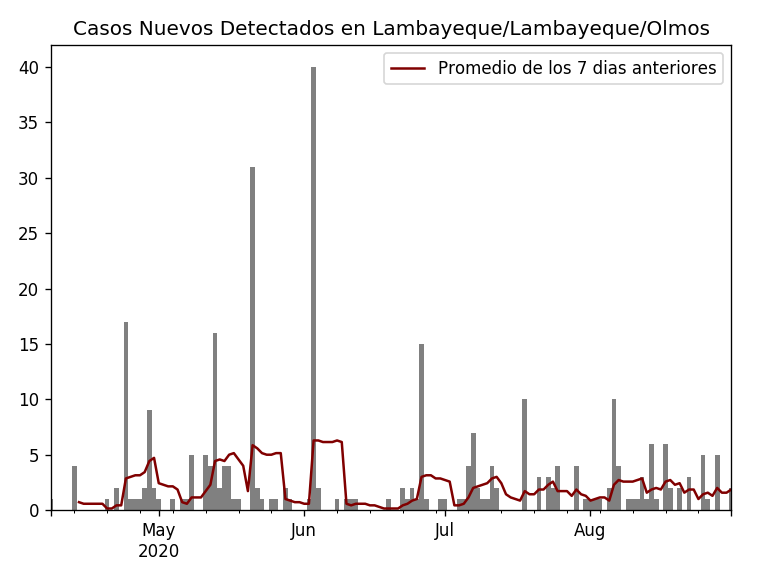 Casos Nuevos Detectados en Lambayeque/Lambayeque/Olmos
Promedio de los 7 dias anteriores
40
35
30
25
20
15
10
5
0
May
2020
Jun
Jul
Aug